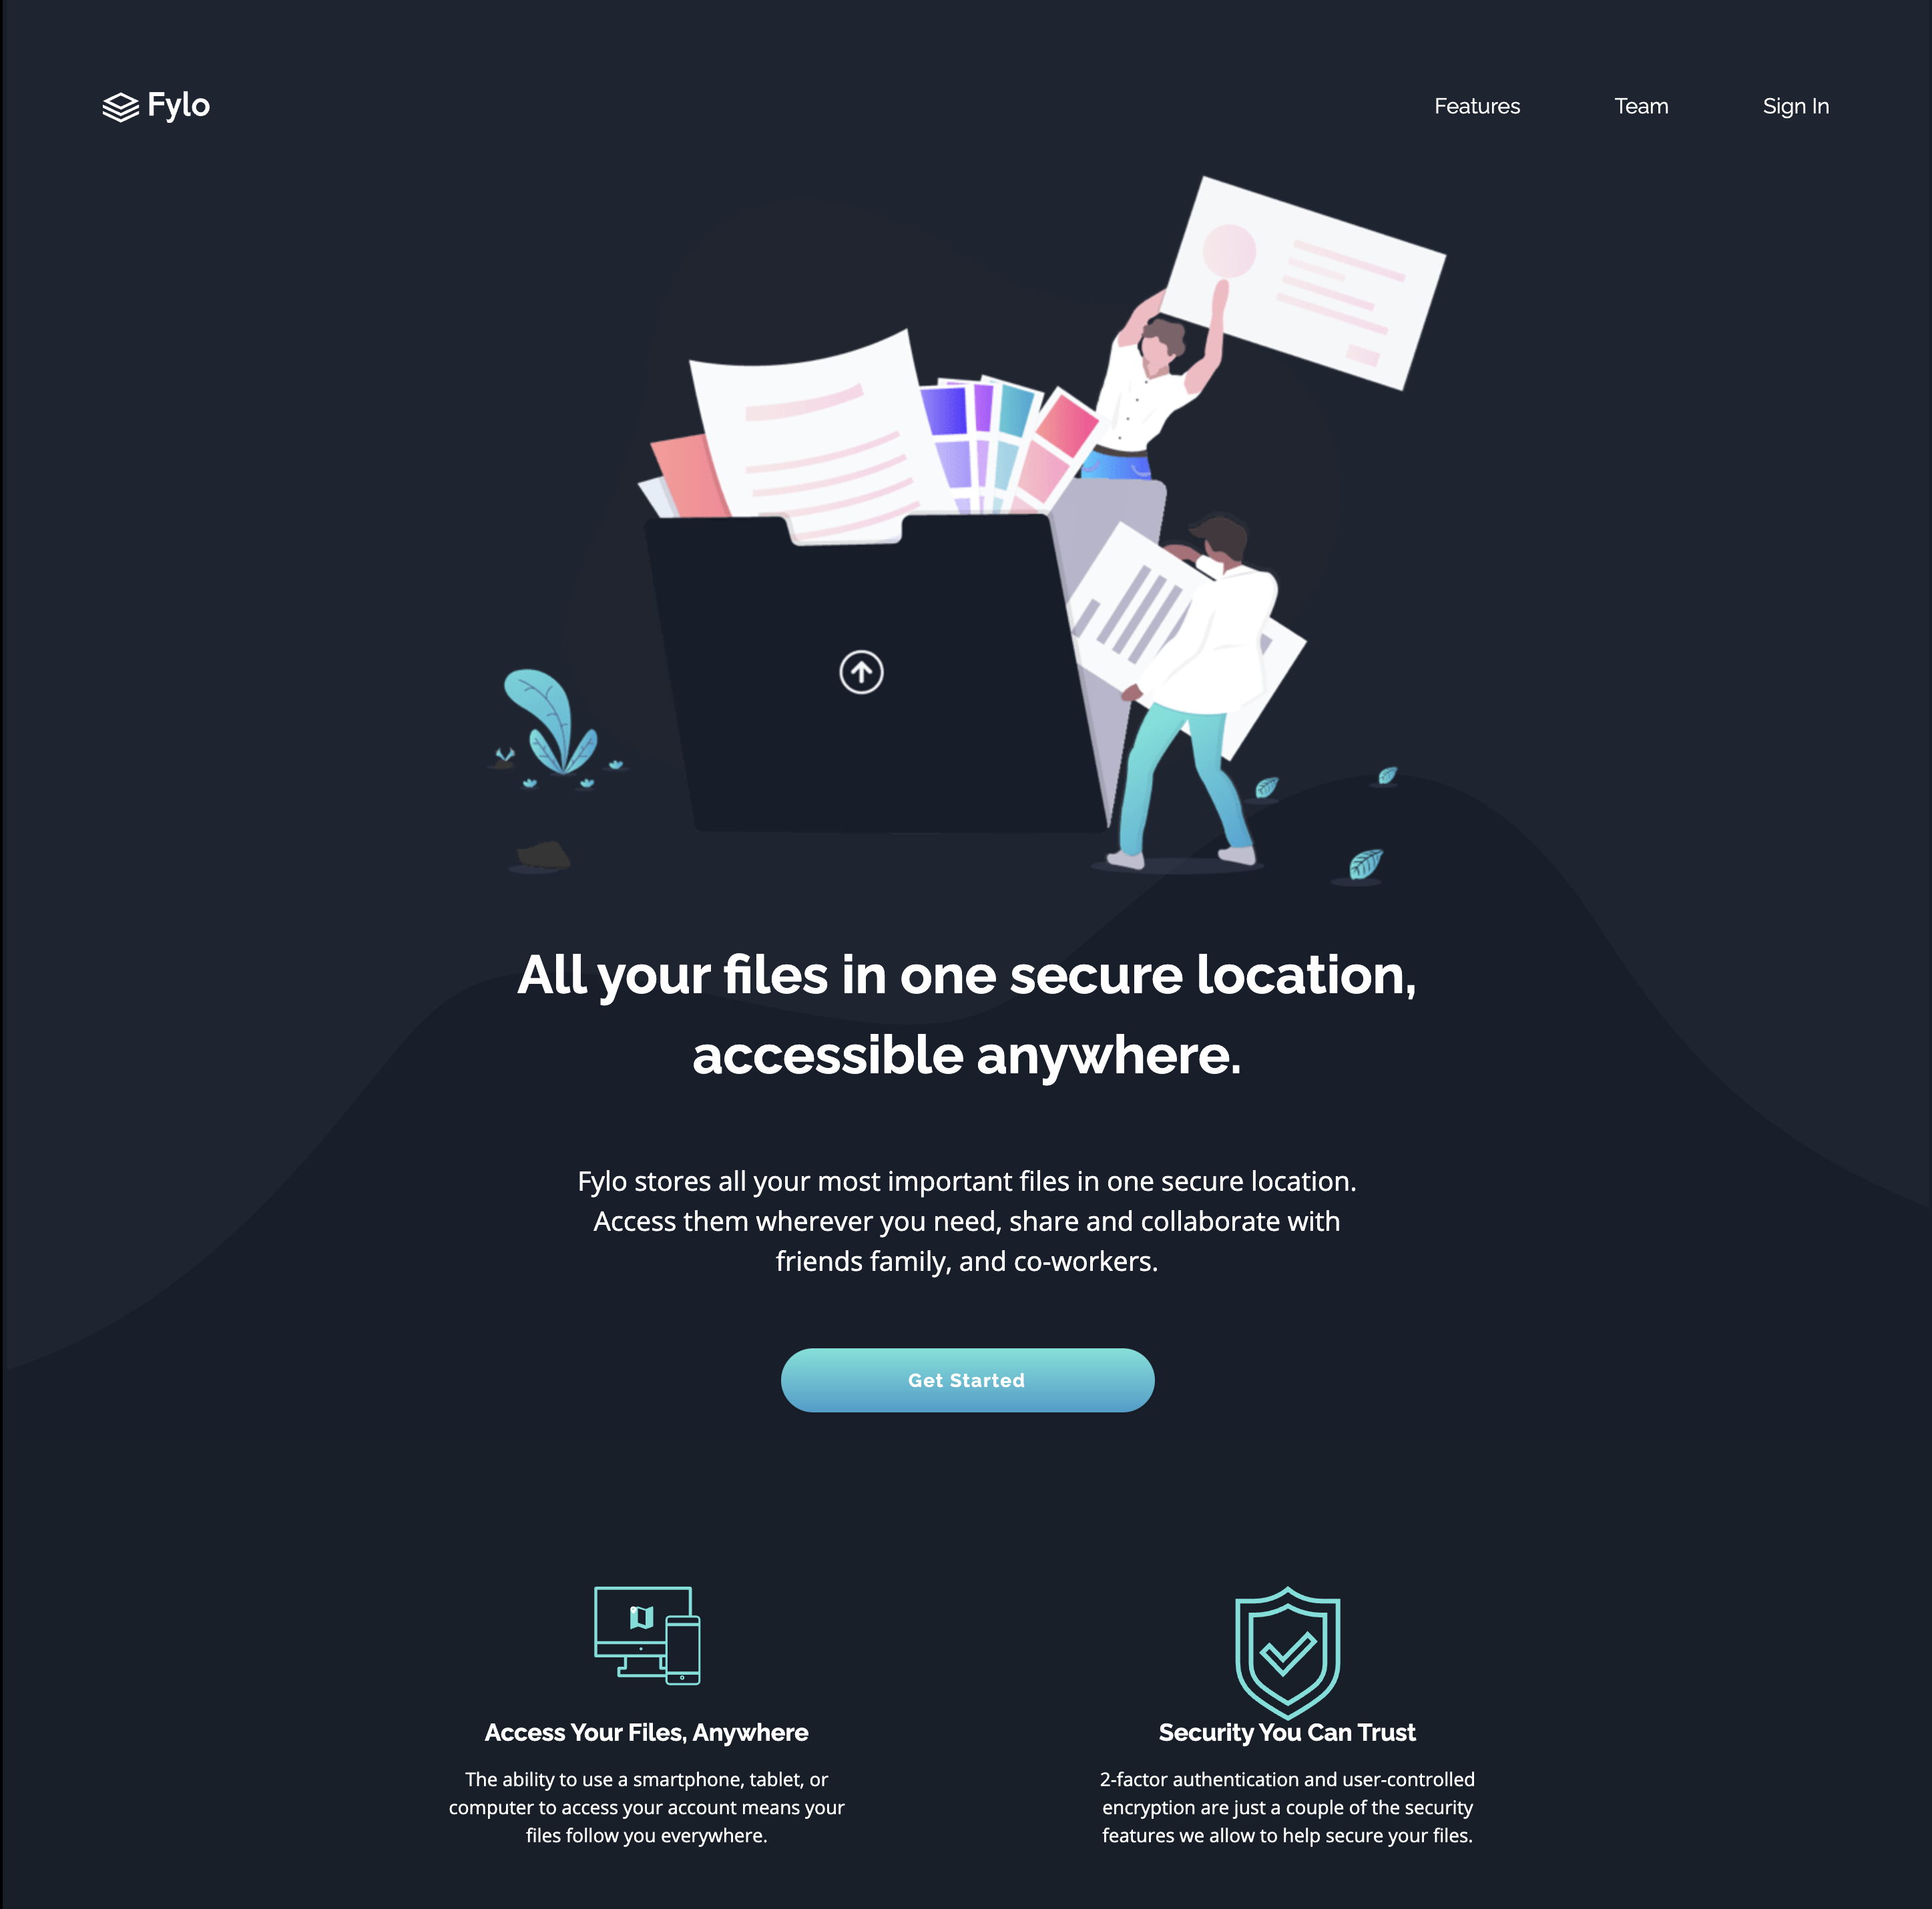 Fylo
Features
Team
Sign In
All your files in one secure location,
accessible anywhere.
Fylo stores all your most important files in one secure location.
Access them wherever you need, share and collaborate with
friends family, and co-workers.
Get Started
Access Your Files, Anywhere
The ability to use a smartphone, tablet, or
computer to access your account means your
files follow you everywhere.
Security You Can Trust
2-factor authentication and user-controlled
encryption are just a couple of the security
features we allow to help secure your files.